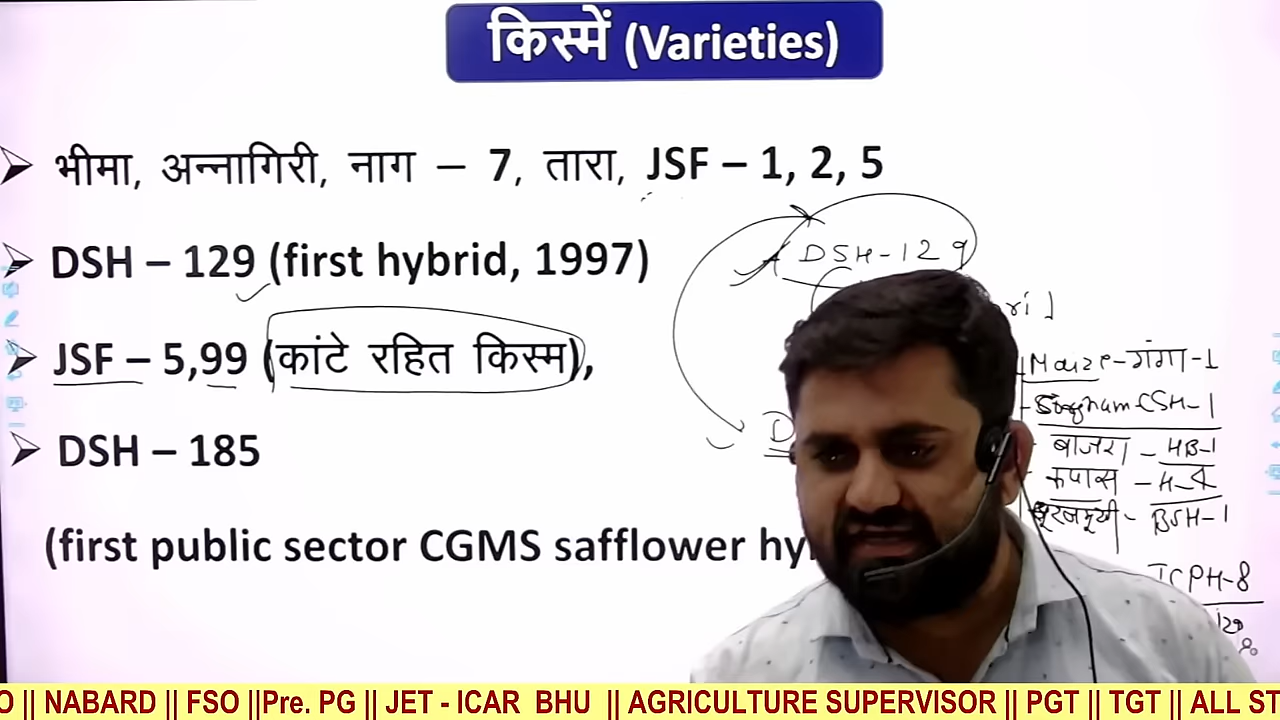 किस्में (Varieties)
भीमा, अन्नागिरी, नाग – 7, तारा, JSF – 1, 2, 5
DSH – 129 (first hybrid, 1997)
DSH-129
JSF – 5,99 (कांटे रहित किस्म),
Maize-गंगा-1
CSH-1
DSH – 185
बाजरा - HB-1
कपास - H-4
सूरजमुखी - BSH-1
(first public sector CGMS safflower hy
ICPH-8
129
O || NABARD || FSO ||Pre. PG || JET - ICAR BHU || AGRICULTURE SUPERVISOR || PGT || TGT || ALL ST